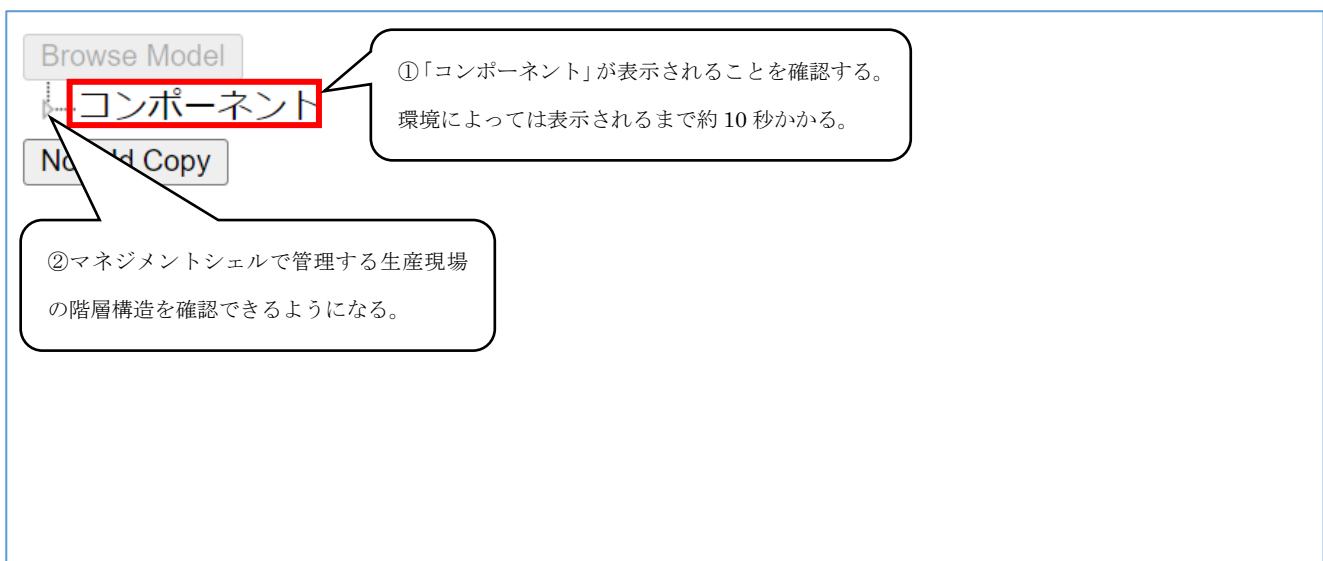 Browse Model
①「コンポーネント」が表示されることを確認する。
環境によっては表示されるまで約 10 秒かかる。
コンポーネント
Copy
②マネジメントシェルで管理する生産現場
の階層構造を確認できるようになる。